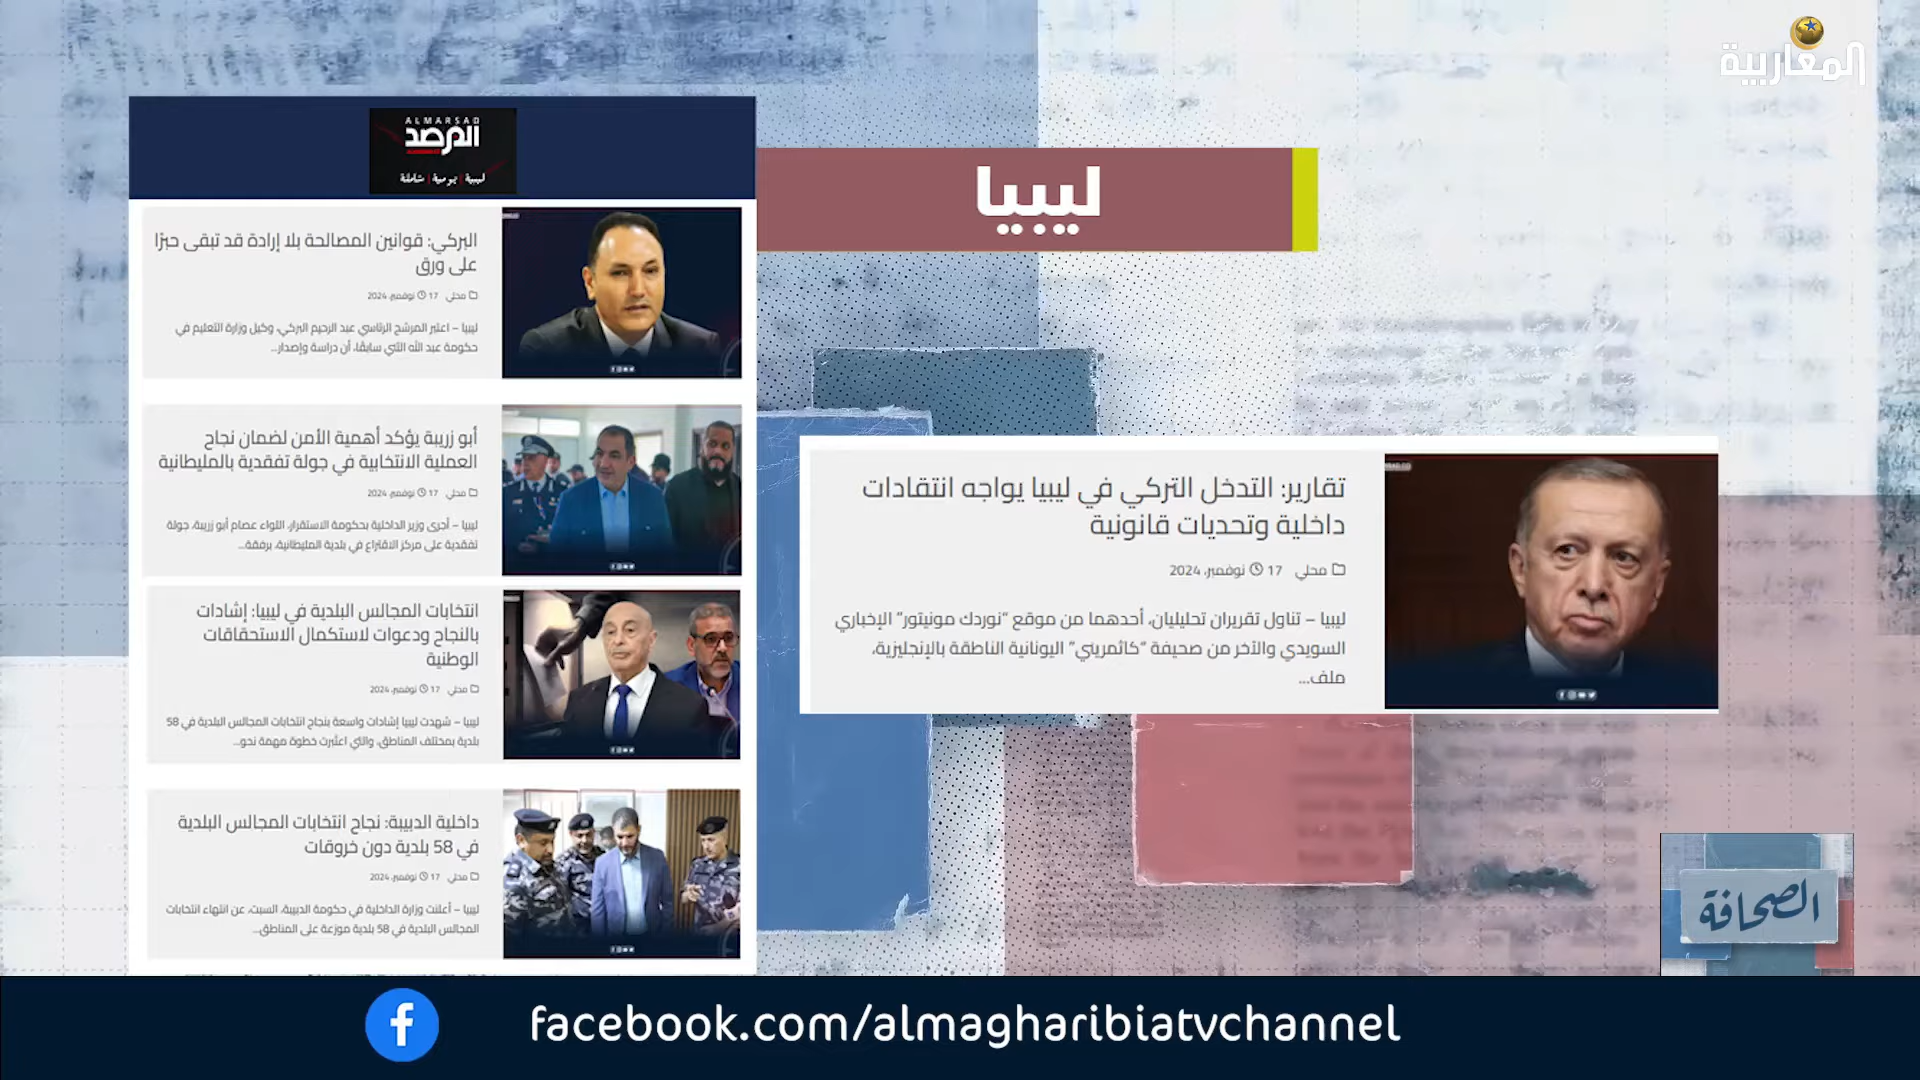 المغاربية
ليبيا
ALMARSAD
المرصد
ليبية | يومية | شاملة
البركي: قوانين المصالحة بلا إرادة قد تبقى حبرًا
على ورق
محلي 17 نوفمبر، 2024
ليبيا – اعتبر المرشح الرئاسي عبد الرحيم البركي، وكيل وزارة التعليم في
حكومة عبد الله الثني سابقًا، أن دراسة وإصدار...
أبو زريبة يؤكد أهمية الأمن لضمان نجاح
العملية الانتخابية في جولة تفقدية بالمليطانية
محلي 17 نوفمبر، 2024
ليبيا – أجرى وزير الداخلية بحكومة الاستقرار، اللواء عصام أبو زريبة، جولة
تفقدية على مركز الاقتراع في بلدية المليطانية، برفقة...
انتخابات المجالس البلدية في ليبيا: إشادات
بالنجاح ودعوات لاستكمال الاستحقاقات
الوطنية
محلي 17 نوفمبر، 2024
ليبيا – شهدت ليبيا إشادات واسعة بنجاح انتخابات المجالس البلدية في 58
بلدية بمختلف المناطق، والتي اعتُبرت خطوة مهمة نحو...
داخلية الدبيبة: نجاح انتخابات المجالس البلدية
في 58 بلدية دون خروقات
محلي 17 نوفمبر، 2024
ليبيا – أعلنت وزارة الداخلية في حكومة الدبيبة، السبت، عن انتهاء انتخابات
المجالس البلدية في 58 بلدية موزعة على المناطق...
تقارير: التدخل التركي في ليبيا يواجه انتقادات
داخلية وتحديات قانونية
محلي 17 نوفمبر، 2024
ليبيا – تناول تقريران تحليليان، أحدهما من موقع “نوردك مونيتور” الإخباري
السويدي والآخر من صحيفة “كاثمريني” اليونانية الناطقة بالإنجليزية،
ملف...
الصحافة
facebook.com/almagharibiatvchannel